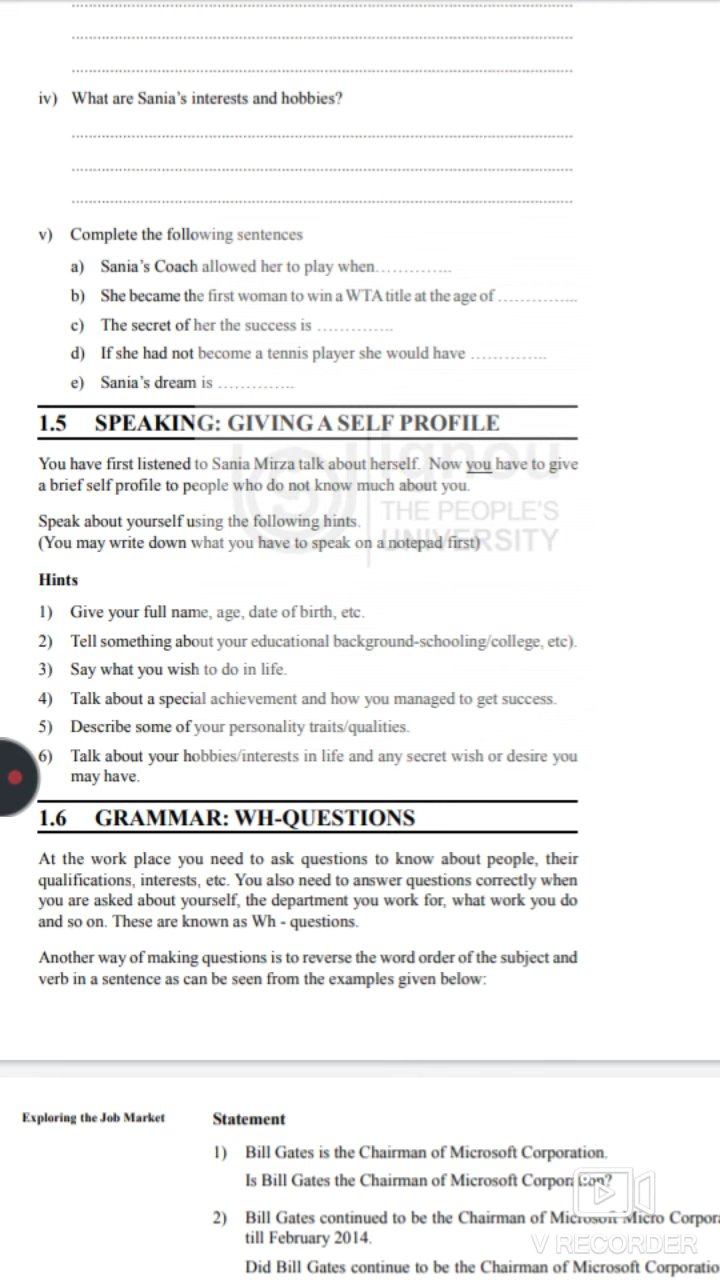 iv) What are Sania's interests and hobbies?
v) Complete the following sentences
a) Sania's Coach allowed her to play when..............
b) She became the first woman to win a WTA title at the age of ..............
c) The secret of her the success is ..............
d) If she had not become a tennis player she would have ..............
e) Sania's dream is ..............
1.5 SPEAKING: GIVING A SELF PROFILE
You have first listened to Sania Mirza talk about herself. Now you have to give
a brief self profile to people who do not know much about you.
Speak about yourself using the following hints.
(You may write down what you have to speak on a notepad first)
ignou
THE PEOPLE'S
UNIVERSITY
Hints
1) Give your full name, age, date of birth, etc.
2) Tell something about your educational background-schooling/college, etc).
3) Say what you wish to do in life.
4) Talk about a special achievement and how you managed to get success.
5) Describe some of your personality traits/qualities.
6) Talk about your hobbies/interests in life and any secret wish or desire you
may have.
1.6 GRAMMAR: WH-QUESTIONS
At the work place you need to ask questions to know about people, their
qualifications, interests, etc. You also need to answer questions correctly when
you are asked about yourself, the department you work for, what work you do
and so on. These are known as Wh - questions.
Another way of making questions is to reverse the word order of the subject and
verb in a sentence as can be seen from the examples given below:
Exploring the Job Market
Statement
1) Bill Gates is the Chairman of Microsoft Corporation.
Is Bill Gates the Chairman of Microsoft
2) Bill Gates continued to be the Chairman of Microsoft Micro Corpor
till February 2014.
Did Bill Gates continue to be the Chairman of Microsoft Corporatio
V RECORDER